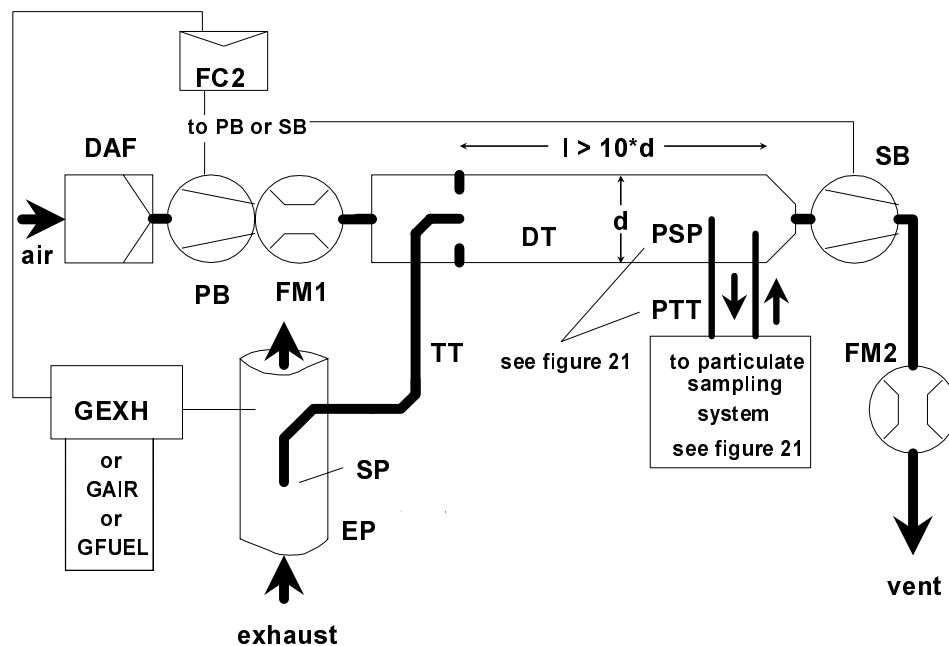 FC2
to PB or SB
DAF
l > 10*d
SB
d
DT
PSP
air
PB
FM1
PTT
TT
see figure 21
FM2
to particulate
sampling
system
see figure 21
GEXH
or
GAIR
or
GFUEL
SP
EP
vent
exhaust